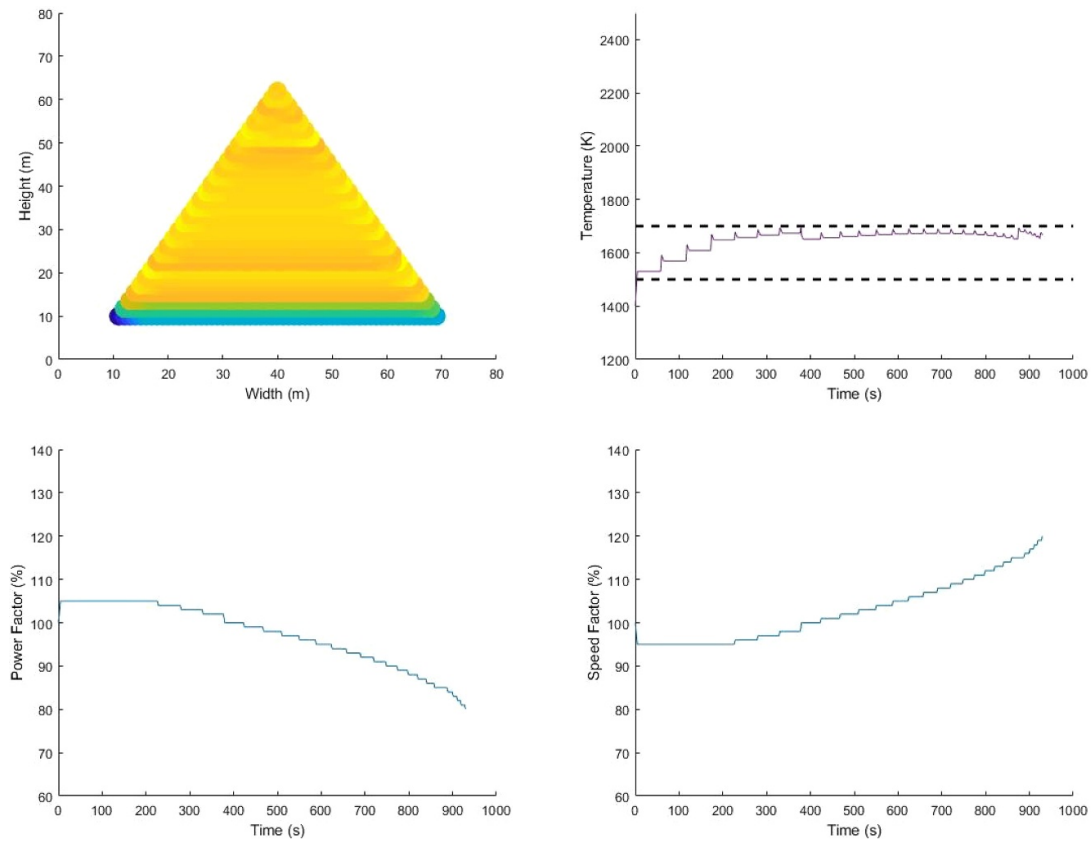 80
70
60
50
40
30
20
10
0
Height (m)
0 10 20 30 40 50 60 70 80
Width (m)
2400
2200
2000
1800
1600
1400
1200
Temperature (K)
0 100 200 300 400 500 600 700 800 900 1000
Time (s)
140
130
120
110
100
90
80
70
60
Power Factor (%)
0 100 200 300 400 500 600 700 800 900 1000
Time (s)
140
130
120
110
100
90
80
70
60
Speed Factor (%)
0 100 200 300 400 500 600 700 800 900 1000
Time (s)